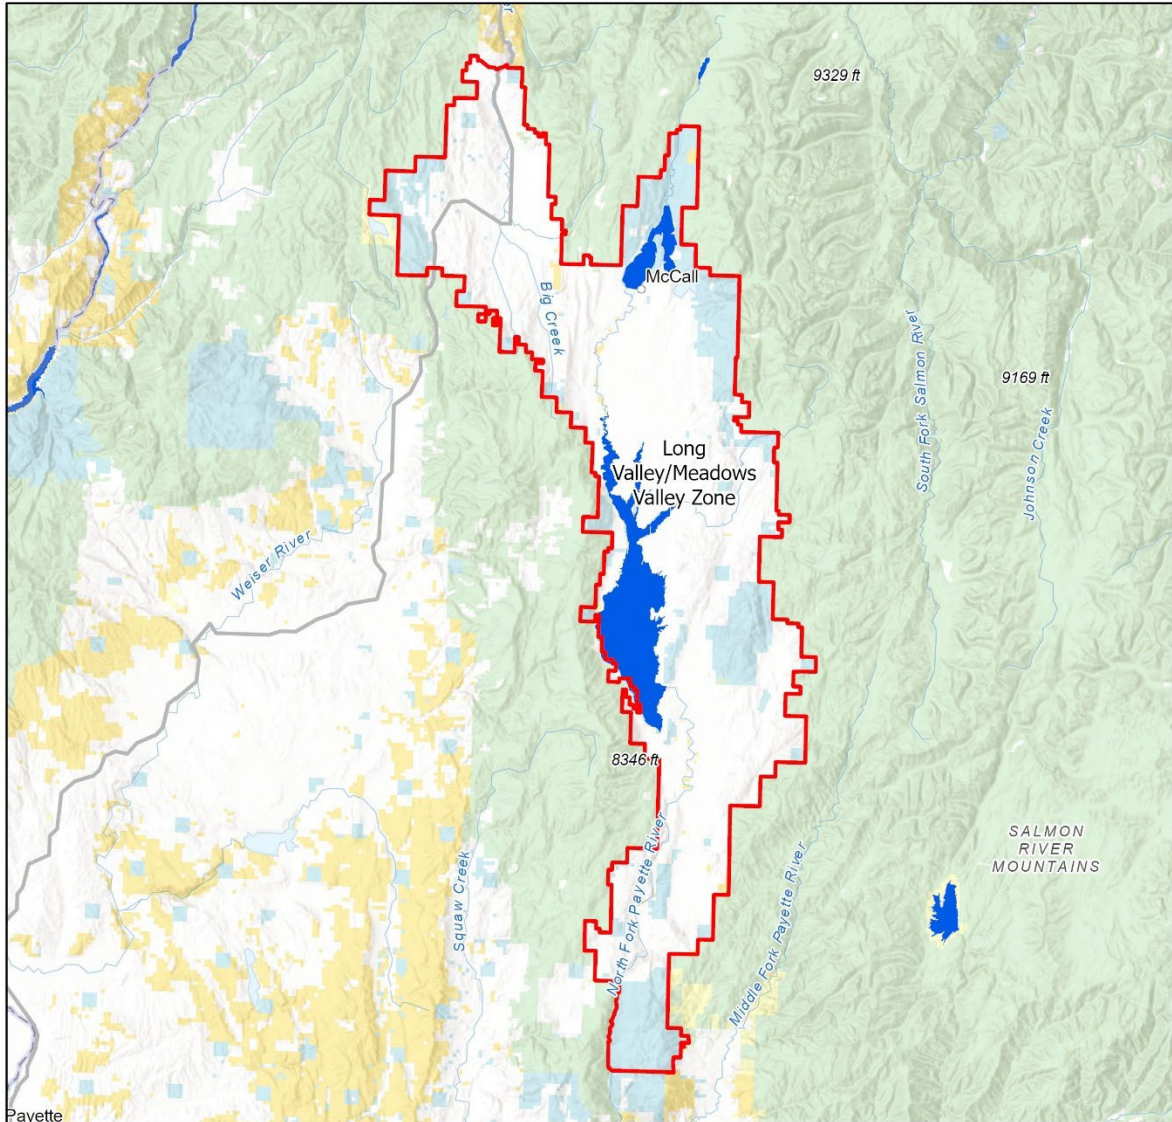 9329 ft
McCall
Big Creek
South Fork Salmon River
9169 ft
Johnson Creek
Long
Valley/Meadows
Valley Zone
Weiser River
8346 ft
SALMON
RIVER
MOUNTAINS
Squaw Creek
North Fork Payette River
Middle Fork Payette River
Payette